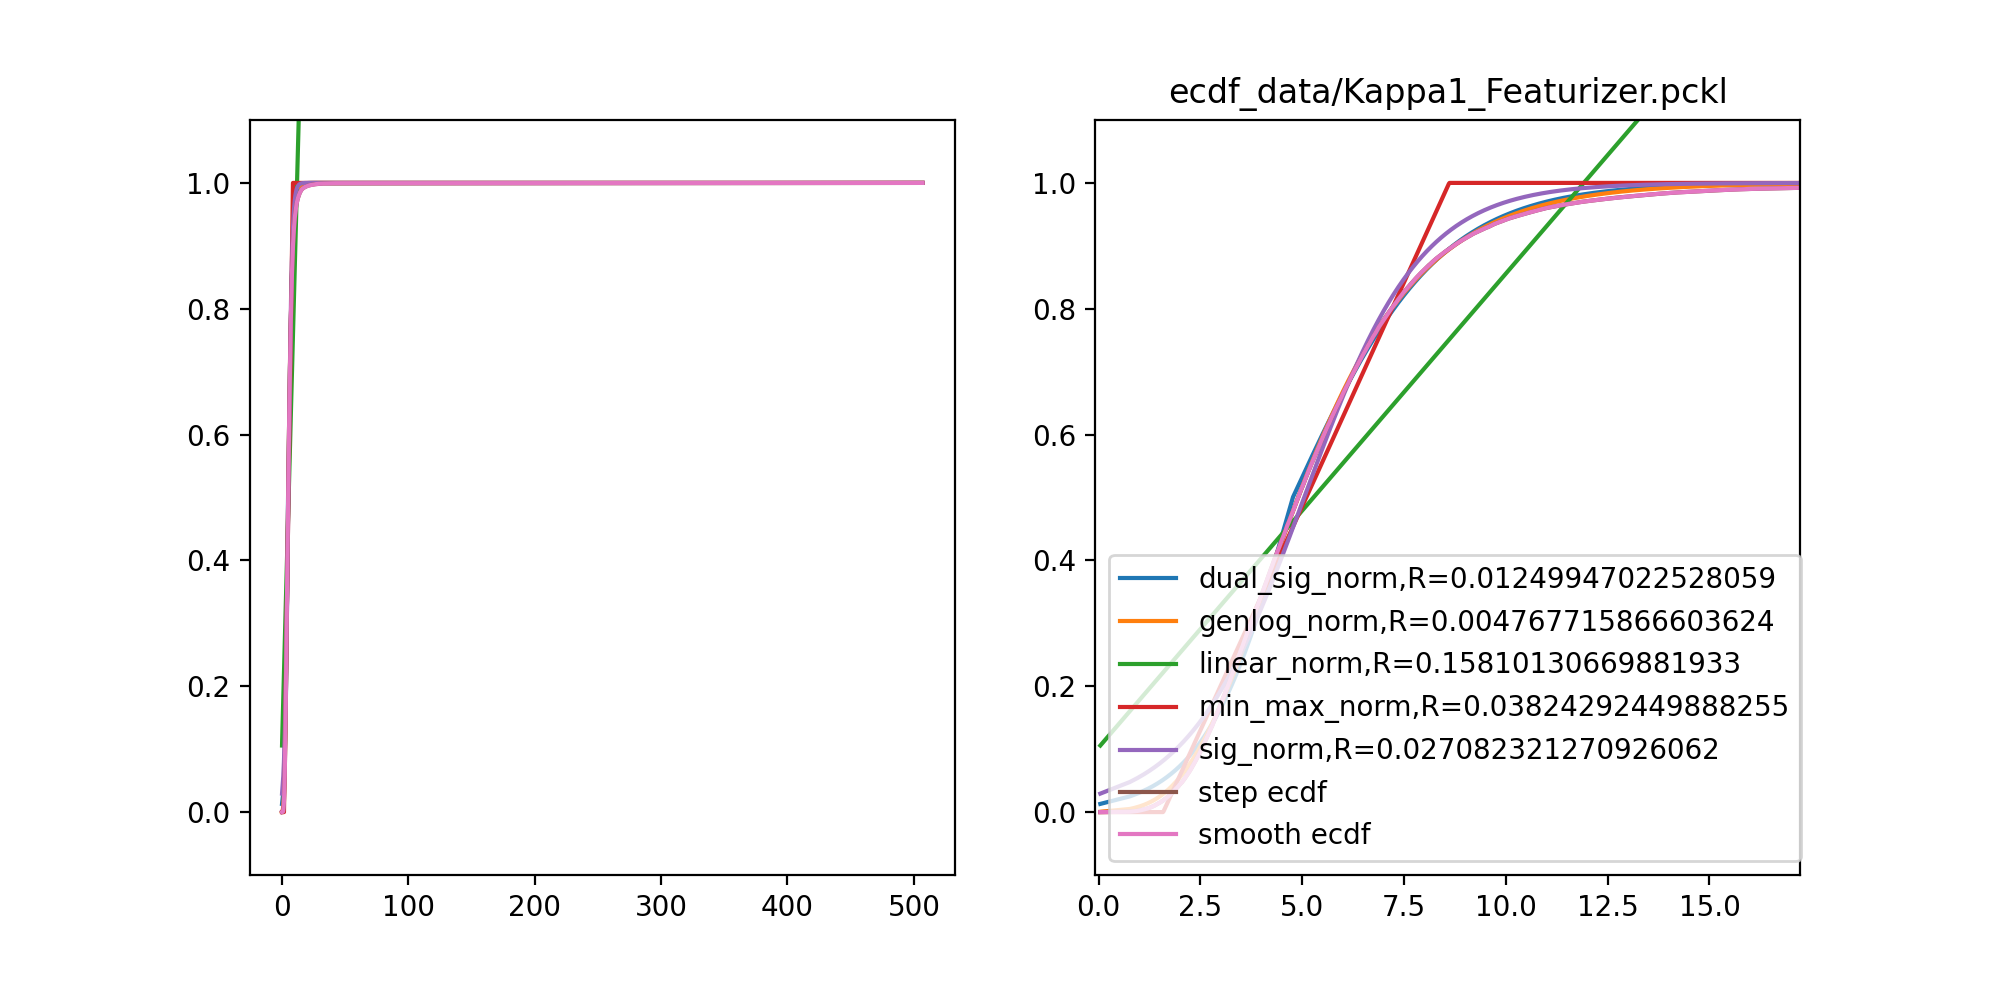 ecdf_data/Kappa1_Featurizer.pckl
1.0
0.8
0.6
0.4
0.2
0.0
0 100 200 300 400 500
1.0
0.8
0.6
0.4
0.2
0.0
dual_sig_norm,R=0.01249947022528059
genlog_norm,R=0.004767715866603624
linear_norm,R=0.15810130669881933
min_max_norm,R=0.03824292449888255
sig_norm,R=0.027082321270926062
step ecdf
smooth ecdf
0.0 2.5 5.0 7.5 10.0 12.5 15.0